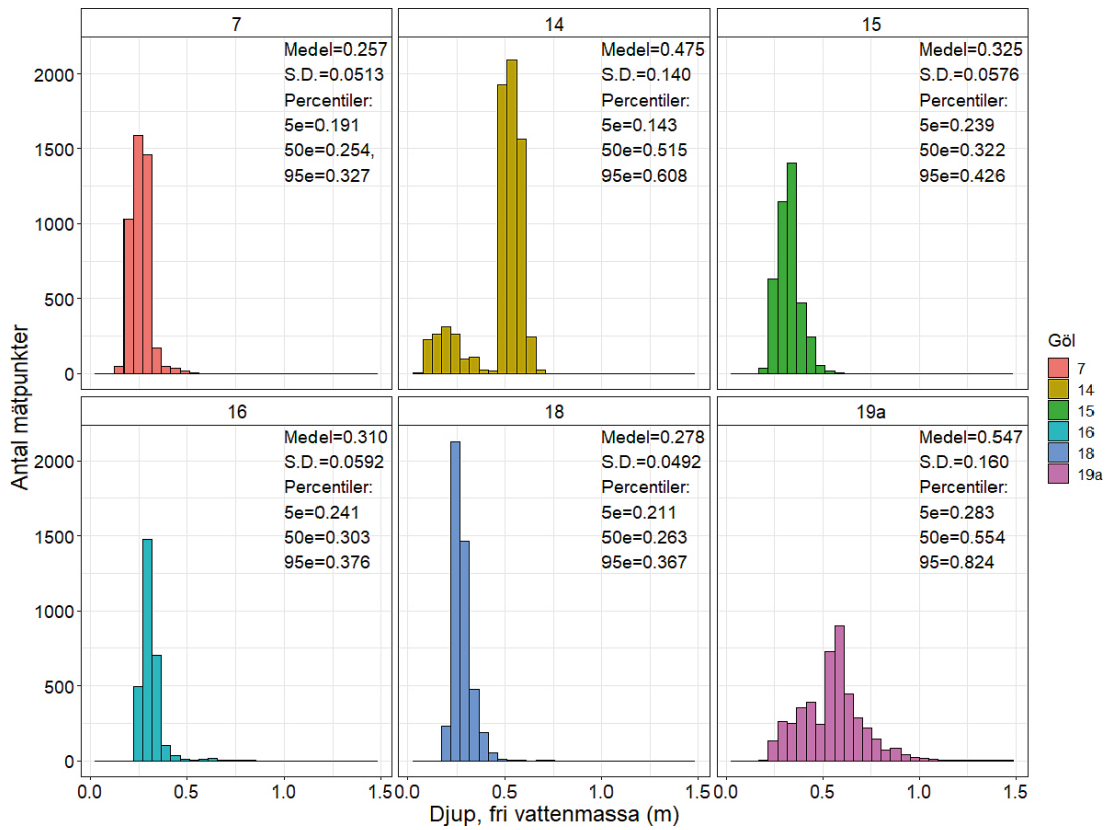 7
Medel=0.257
S.D.=0.0513
Percentiler:
5e=0.191
50e=0.254,
95e=0.327
14
Medel=0.475
S.D.=0.140
Percentiler:
5e=0.143
50e=0.515
95e=0.608
15
Medel=0.325
S.D.=0.0576
Percentiler:
5e=0.239
50e=0.322
95e=0.426
2000
1500
1000
500
0
16
Medel=0.310
S.D.=0.0592
Percentiler:
5e=0.241
50e=0.303
95e=0.376
18
Medel=0.278
S.D.=0.0492
Percentiler:
5e=0.211
50e=0.263
95e=0.367
19a
Medel=0.547
S.D.=0.160
Percentiler:
5e=0.283
50e=0.554
95=0.824
2000
1500
1000
500
0
0.0 0.5 1.0 1.5
0.0 0.5 1.0 1.5
0.0 0.5 1.0 1.5
Antal mätpunkter
Djup, fri vattenmassa (m)
Göl
7
14
15
16
18
19a